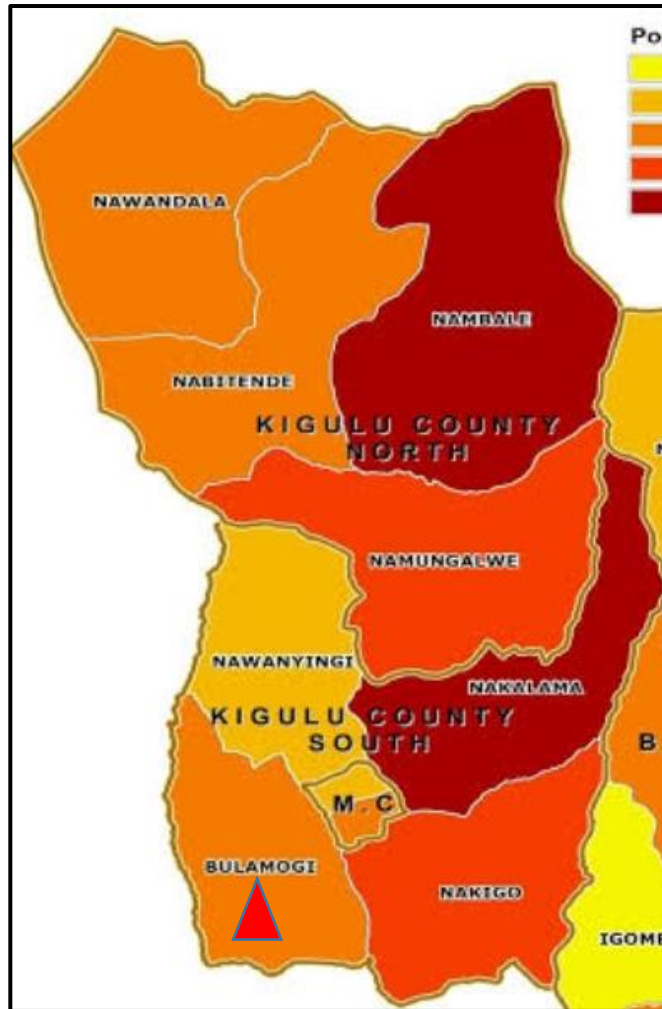 Po
NAWANDALA
NAMBALE
NABITENDE
KIGULU COUNTY
NORTH
N
NAMUNGALWE
NAWANYINGI
NAKALAMA
KIGULU COUNTY
SOUTH
B
M.C
BULAMOGI
NAKIGO
IGOME